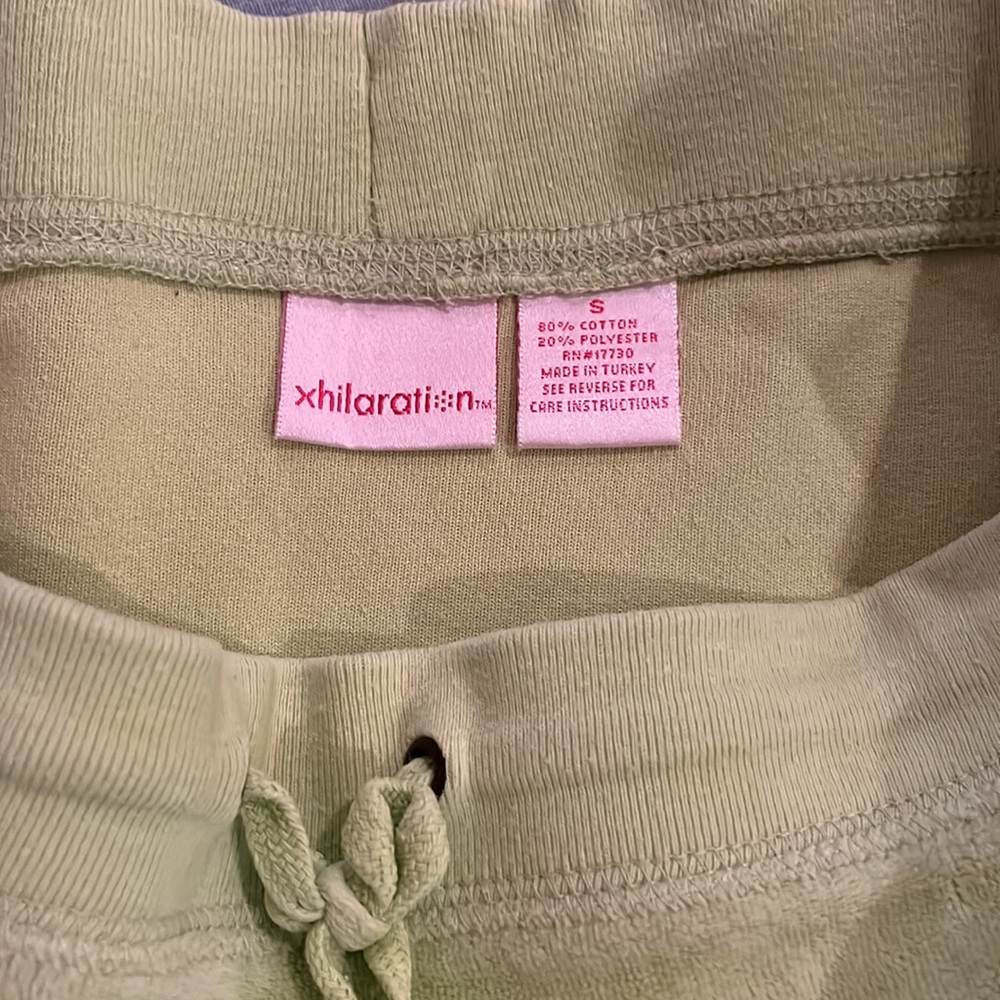 xhilaration™
S
80% COTTON
20% POLYESTER
RN#17730
MADE IN TURKEY
SEE REVERSE FOR
CARE INSTRUCTIONS